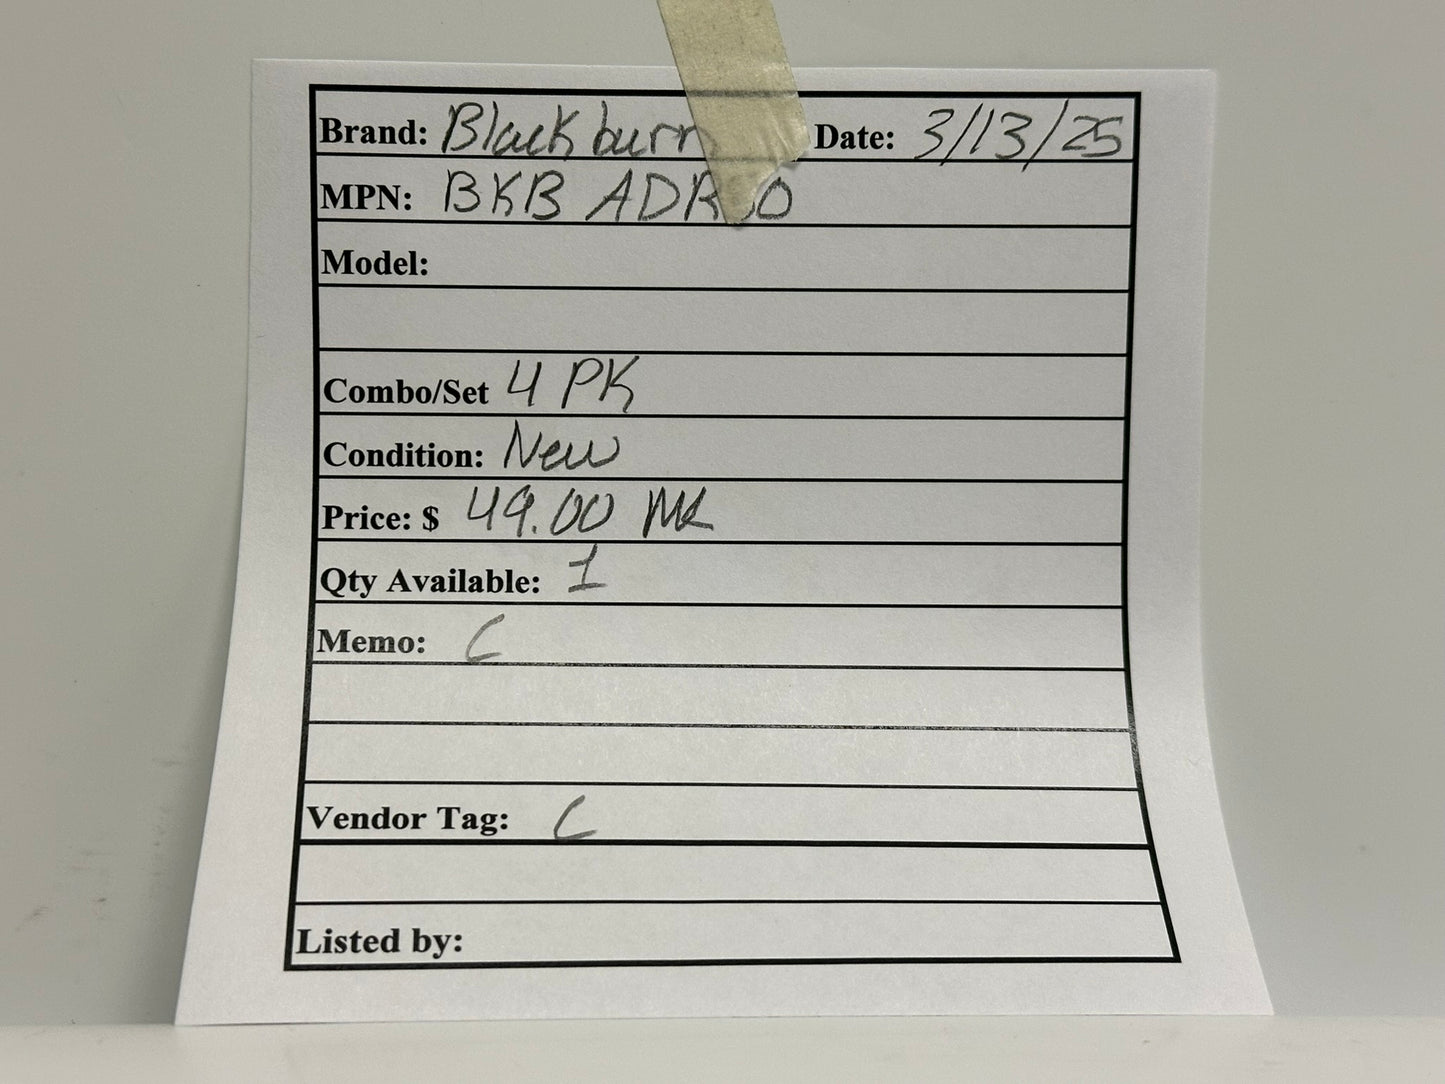 Brand: Blackburn Date: 3/13/25
MPN: BKB
Model:
Combo/Set 4 PK
Condition: New
Price: $ 49.00 MK
Qty Available: 1
Memo: C
Vendor Tag: C
Listed by: